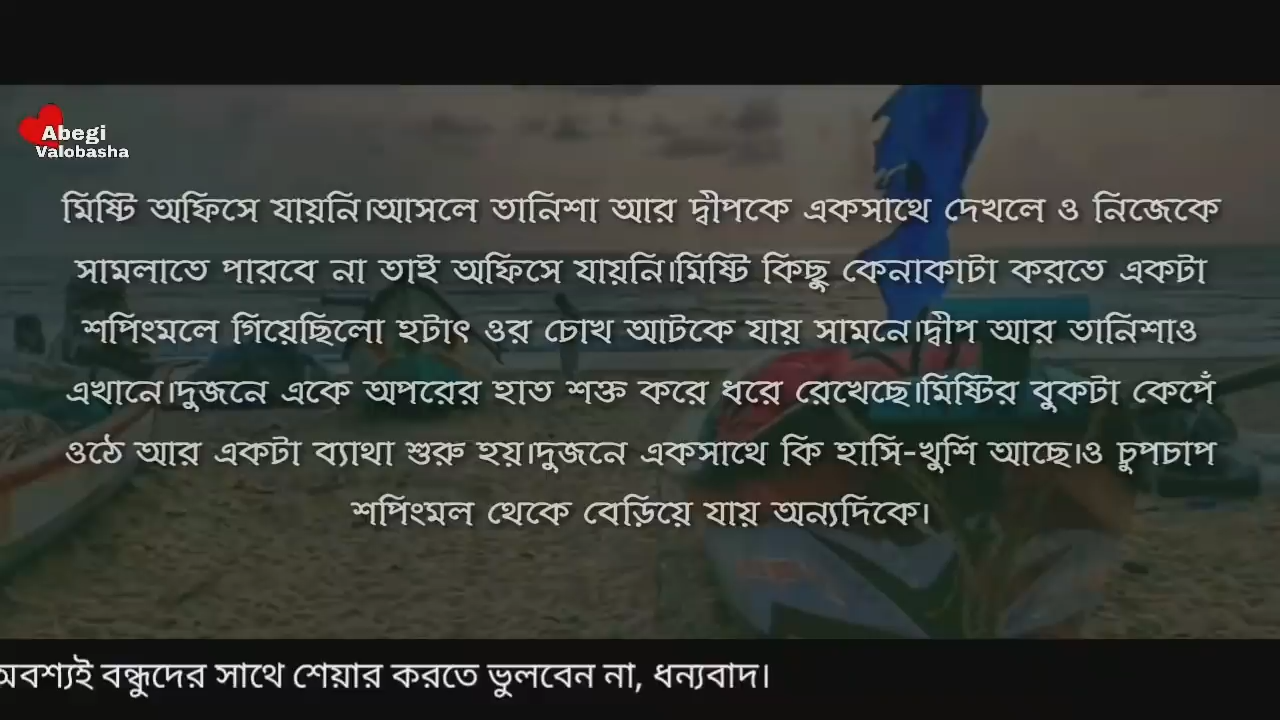 Abegi
Valobasha
মিষ্টি অফিসে যায়নি।আসলে তানিশা আর দ্বীপকে একসাথে দেখলে ও নিজেকে
সামলাতে পারবে না তাই অফিসে যায়নি।মিষ্টি কিছু কেনাকাটা করতে একটা
শপিংমলে গিয়েছিলো হটাৎ ওর চোখ আটকে যায় সামনে।দ্বীপ আর তানিশাও
এখানে।দুজনে একে অপরের হাত শক্ত করে ধরে রেখেছে।মিষ্টির বুকটা কেপেঁ
ওঠে আর একটা ব্যাথা শুরু হয়।দুজনে একসাথে কি হাসি-খুশি আছে।ও চুপচাপ
শপিংমল থেকে বেড়িয়ে যায় অন্যদিকে।
অবশ্যই বন্ধুদের সাথে শেয়ার করতে ভুলবেন না, ধন্যবাদ।